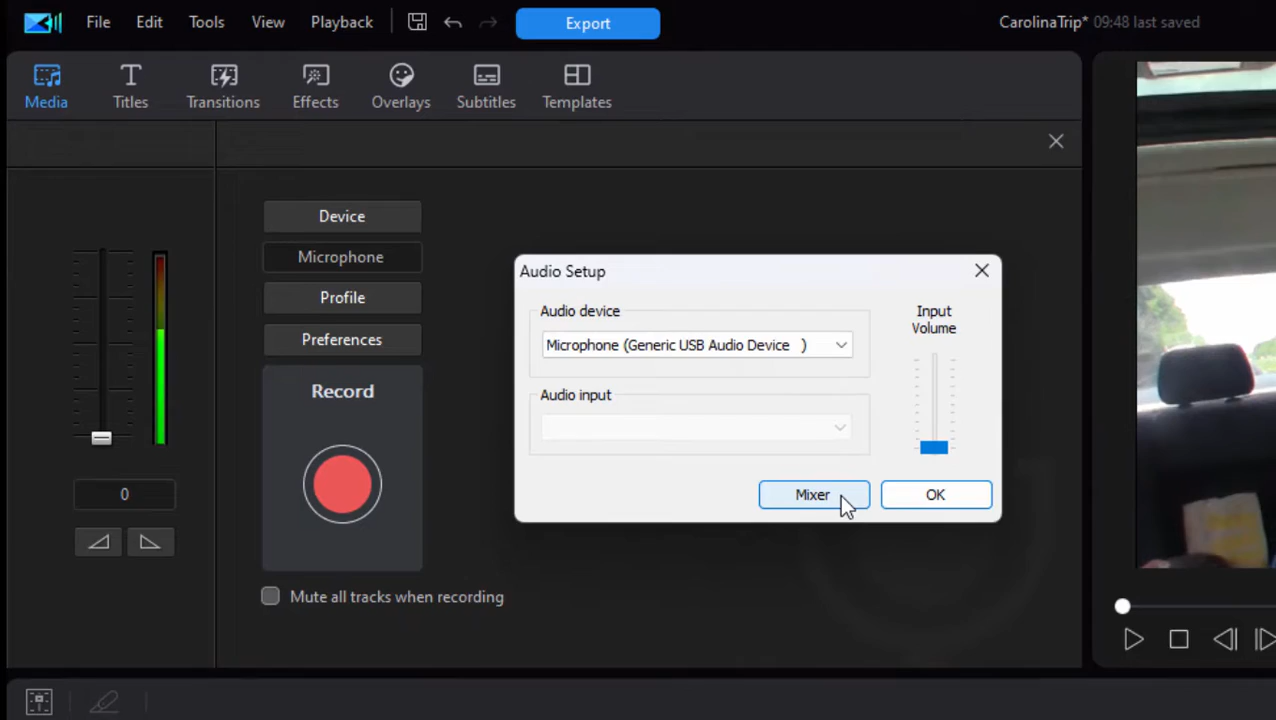 File Edit Tools View Playback Export CarolinaTrip* 09:48 last saved
Media Titles Transitions Effects Overlays Subtitles Templates
Device
Microphone
Profile
Preferences
Record
0
Mute all tracks when recording
Audio Setup
Audio device
Microphone (Generic USB Audio Device )
Audio input
Input
Volume
Mixer OK